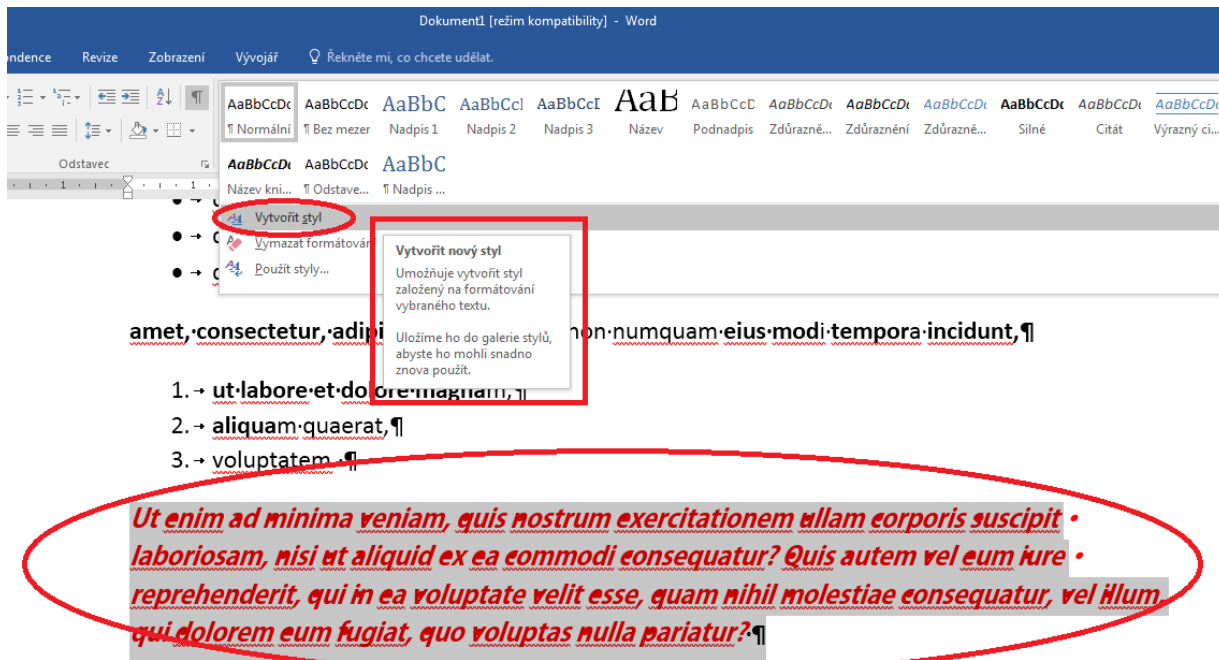 Dokument1 [režim kompatibility] - Word
ondence Revize Zobrazení Vývojář Řekněte mi, co chcete udělat.
AaBbCcDc AaBbCcDc AaBbC AaBbCcl AaBbCcI AaB AaBbCcC AaBbCcDc AaBbCcDc AaBbCcDc AaBbCcDc AaBbCcDc AaBbCcDc
¶ Normální ¶ Bez mezer Nadpis 1 Nadpis 2 Nadpis 3 Název Podnadpis Zdůrazně... Zdůraznění Zdůrazně... Silné Citát Výrazný ci...
Odstavec
AaBbCcDc AaBbCcDc AaBbC
Název kni... ¶ Odstave... ¶ Nadpis ...
1 1
Vytvořit styl
Vymazat formátování
Použít styly...
Vytvořit nový styl
Umožňuje vytvořit styl
založený na formátování
vybraného textu.
Uložíme ho do galerie stylů,
abyste ho mohli snadno
znova použít.
amet,·consectetur,·adipi non·numquam·eius·modi·tempora·incidunt,¶
1.→ ut·labore·et·dolore·magnam,¶
2.→ aliquam·quaerat,¶
3.→ voluptatem.·¶
Ut enim ad minima veniam, quis nostrum exercitationem ullam corporis suscipit •
laboriosam, nisi ut aliquid ex ea commodi consequatur? Quis autem vel eum iure •
reprehenderit, qui in ea voluptate velit esse, quam nihil molestiae consequatur, vel illum,
qui dolorem eum fugiat, quo voluptas nulla pariatur?·¶